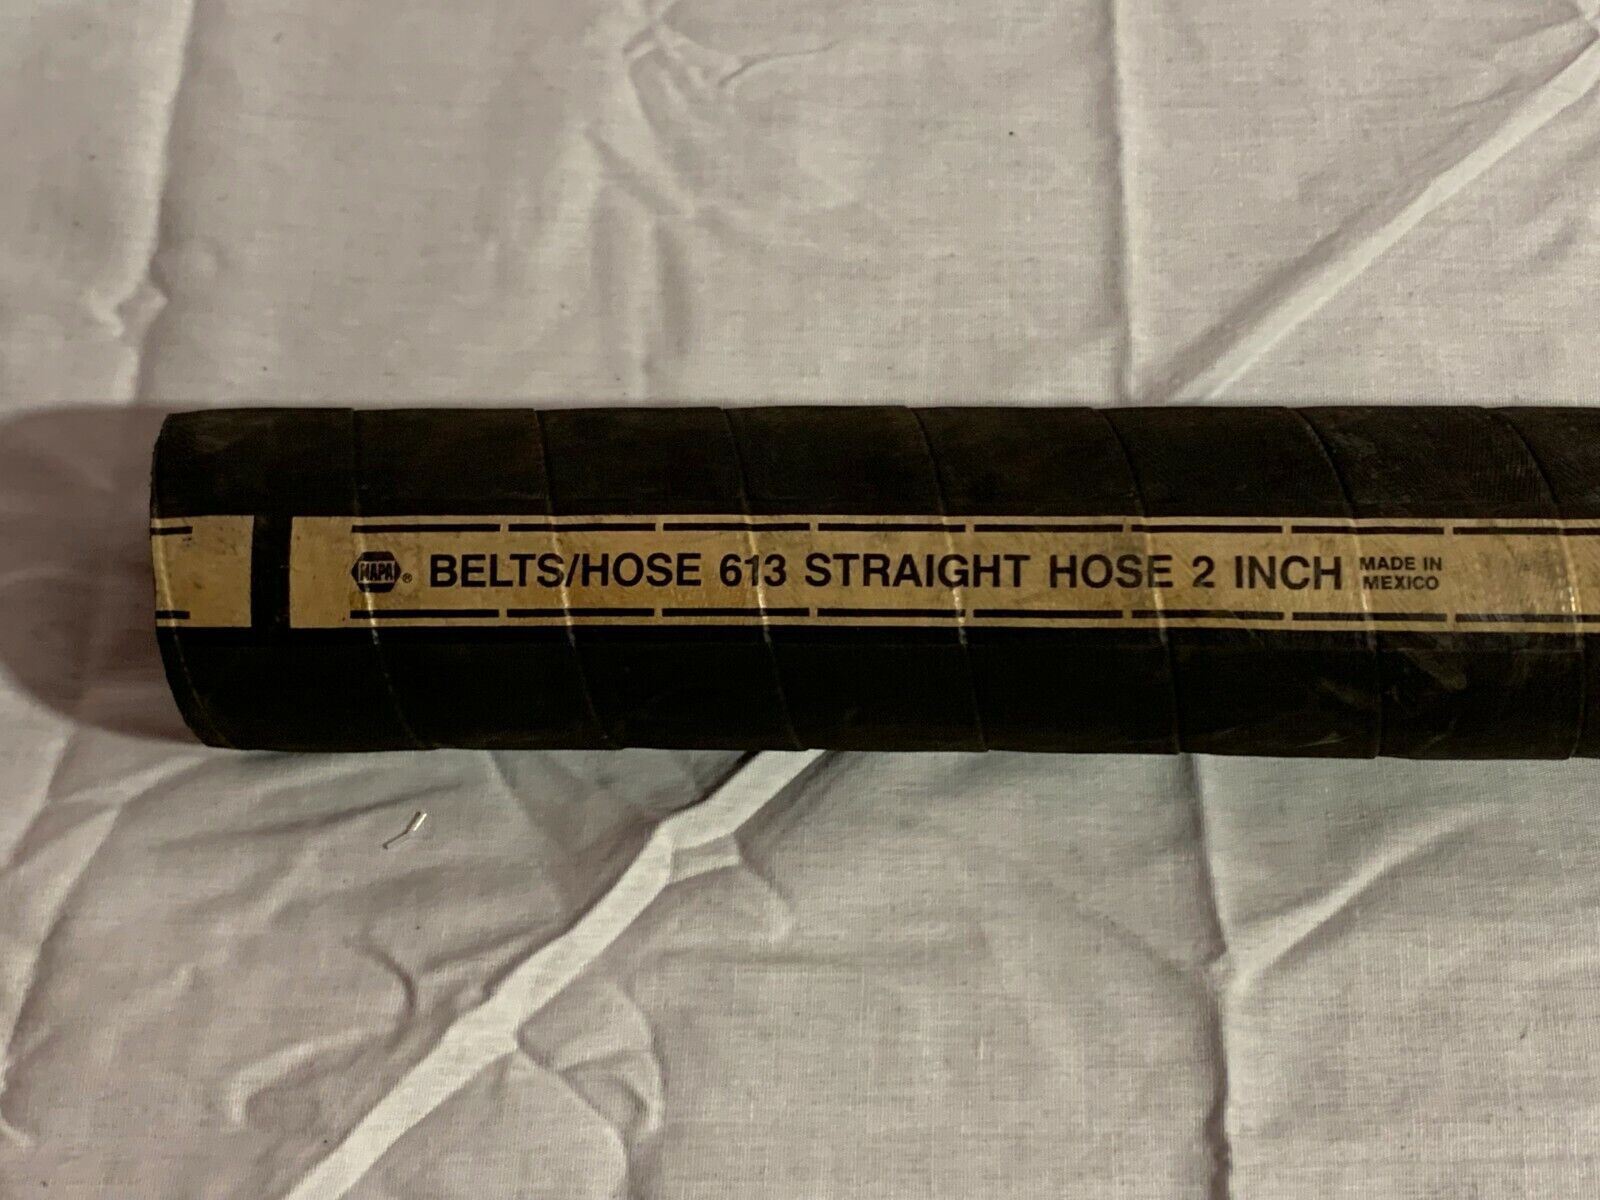 NAPA® BELTS/HOSE 613 STRAIGHT HOSE 2 INCH MADE IN
MEXICO